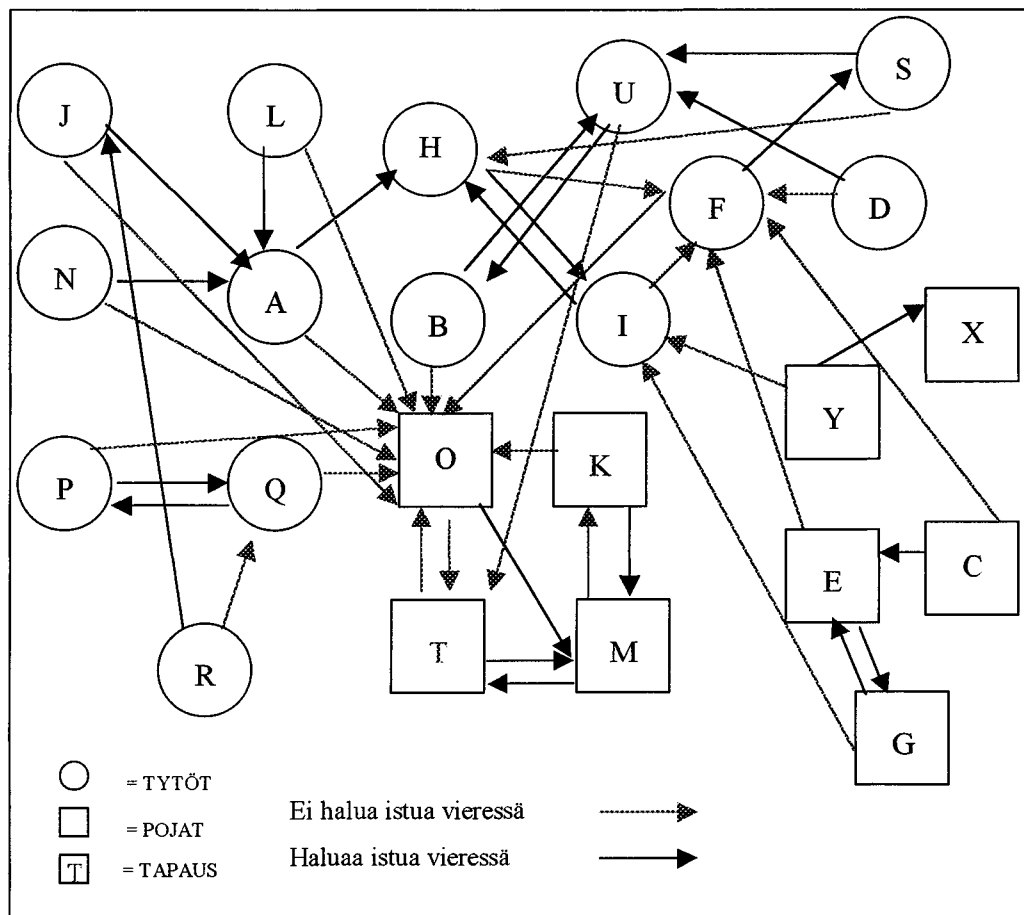 S
U
J
L
H
F
D
N
A
B
I
X
Y
O
K
P
Q
E
C
T
M
R
G
= TYTÖT
= POJAT
T = TAPAUS
Ei halua istua vieressä
Haluaa istua vieressä